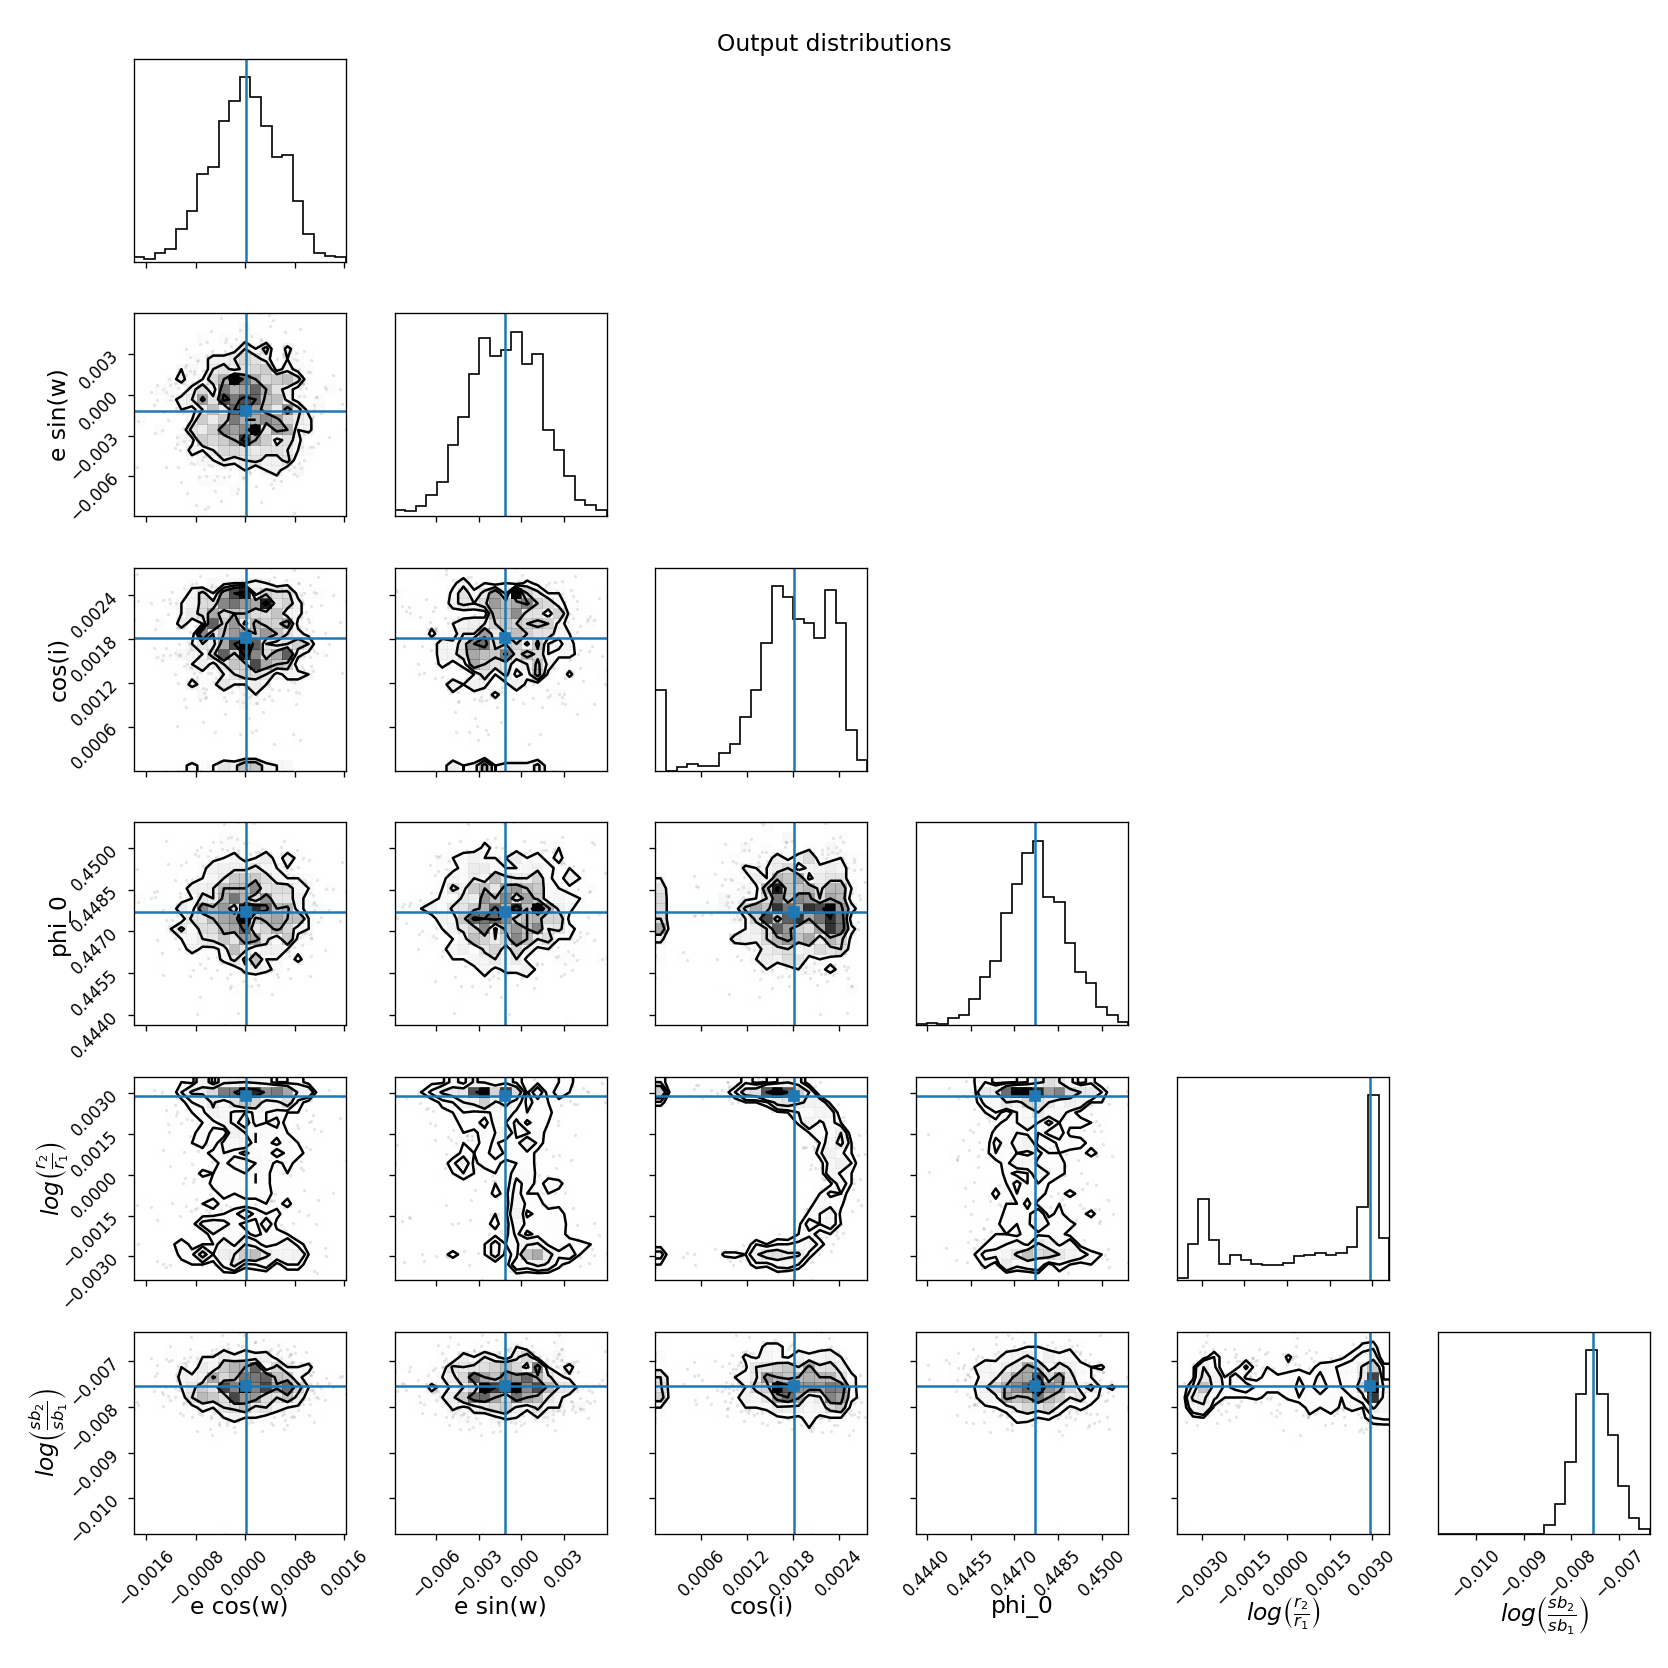 Output distributions
e sin(w)
0.003
0.000
−0.003
−0.006
cos(i)
0.0024
0.0018
0.0012
0.0006
phi_0
0.4500
0.4485
0.4470
0.4455
0.4440
log(r₂/r₁)
0.0030
0.0015
0.0000
−0.0015
−0.0030
log(sb₂/sb₁)
−0.007
−0.008
−0.009
−0.010
−0.0016 −0.0008 0.0000 0.0008 0.0016
e cos(w)
−0.006 −0.003 0.000 0.003
e sin(w)
0.0006 0.0012 0.0018 0.0024
cos(i)
0.4440 0.4455 0.4470 0.4485 0.4500
phi_0
−0.0030 −0.0015 0.0000 0.0015 0.0030
log(r₂/r₁)
−0.010 −0.009 −0.008 −0.007
log(sb₂/sb₁)